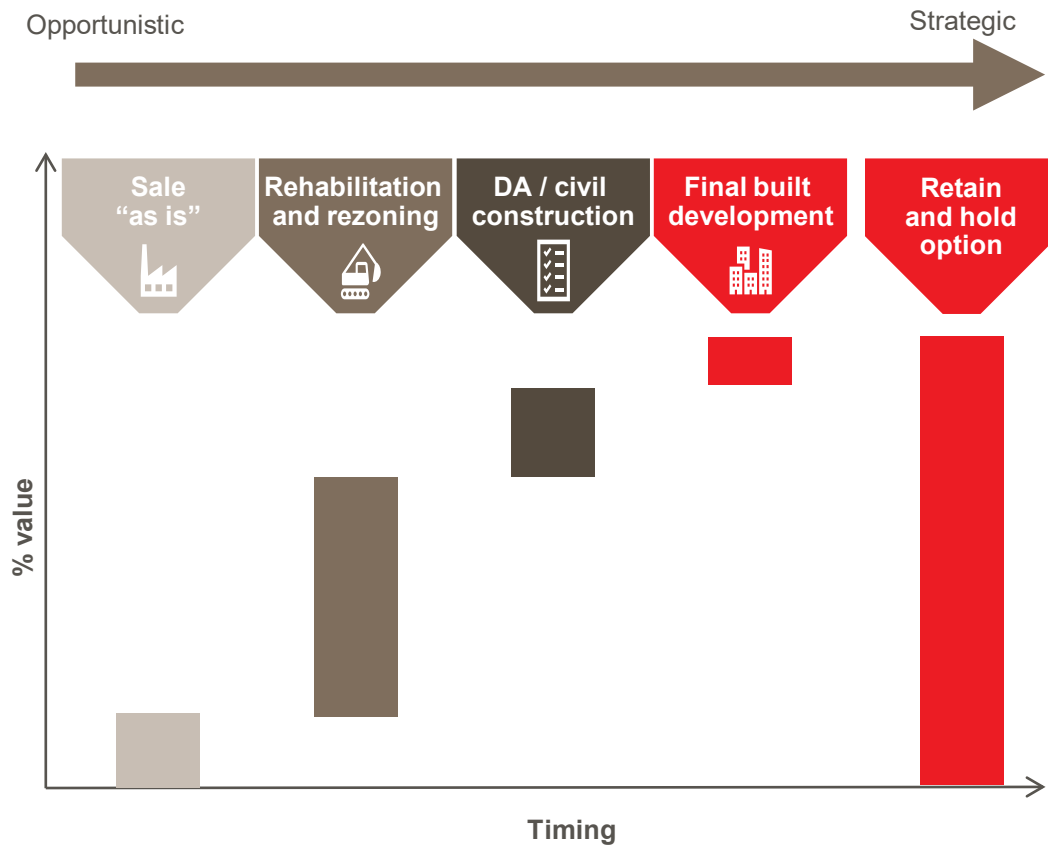 Opportunistic
Strategic
Sale
“as is”
Rehabilitation
and rezoning
DA / civil
construction
Final built
development
Retain
and hold
option
% value
Timing